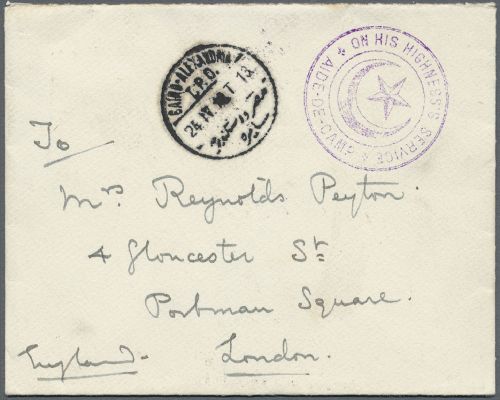 CAIRO-ALEXANDRIA
T.P.O.
ON HIS HIGHNESS'S SERVICE
AIDE-DE-CAMP
To
Mrs Reynolds Peyton
4 Gloucester St
Portman Square.
London.
England.